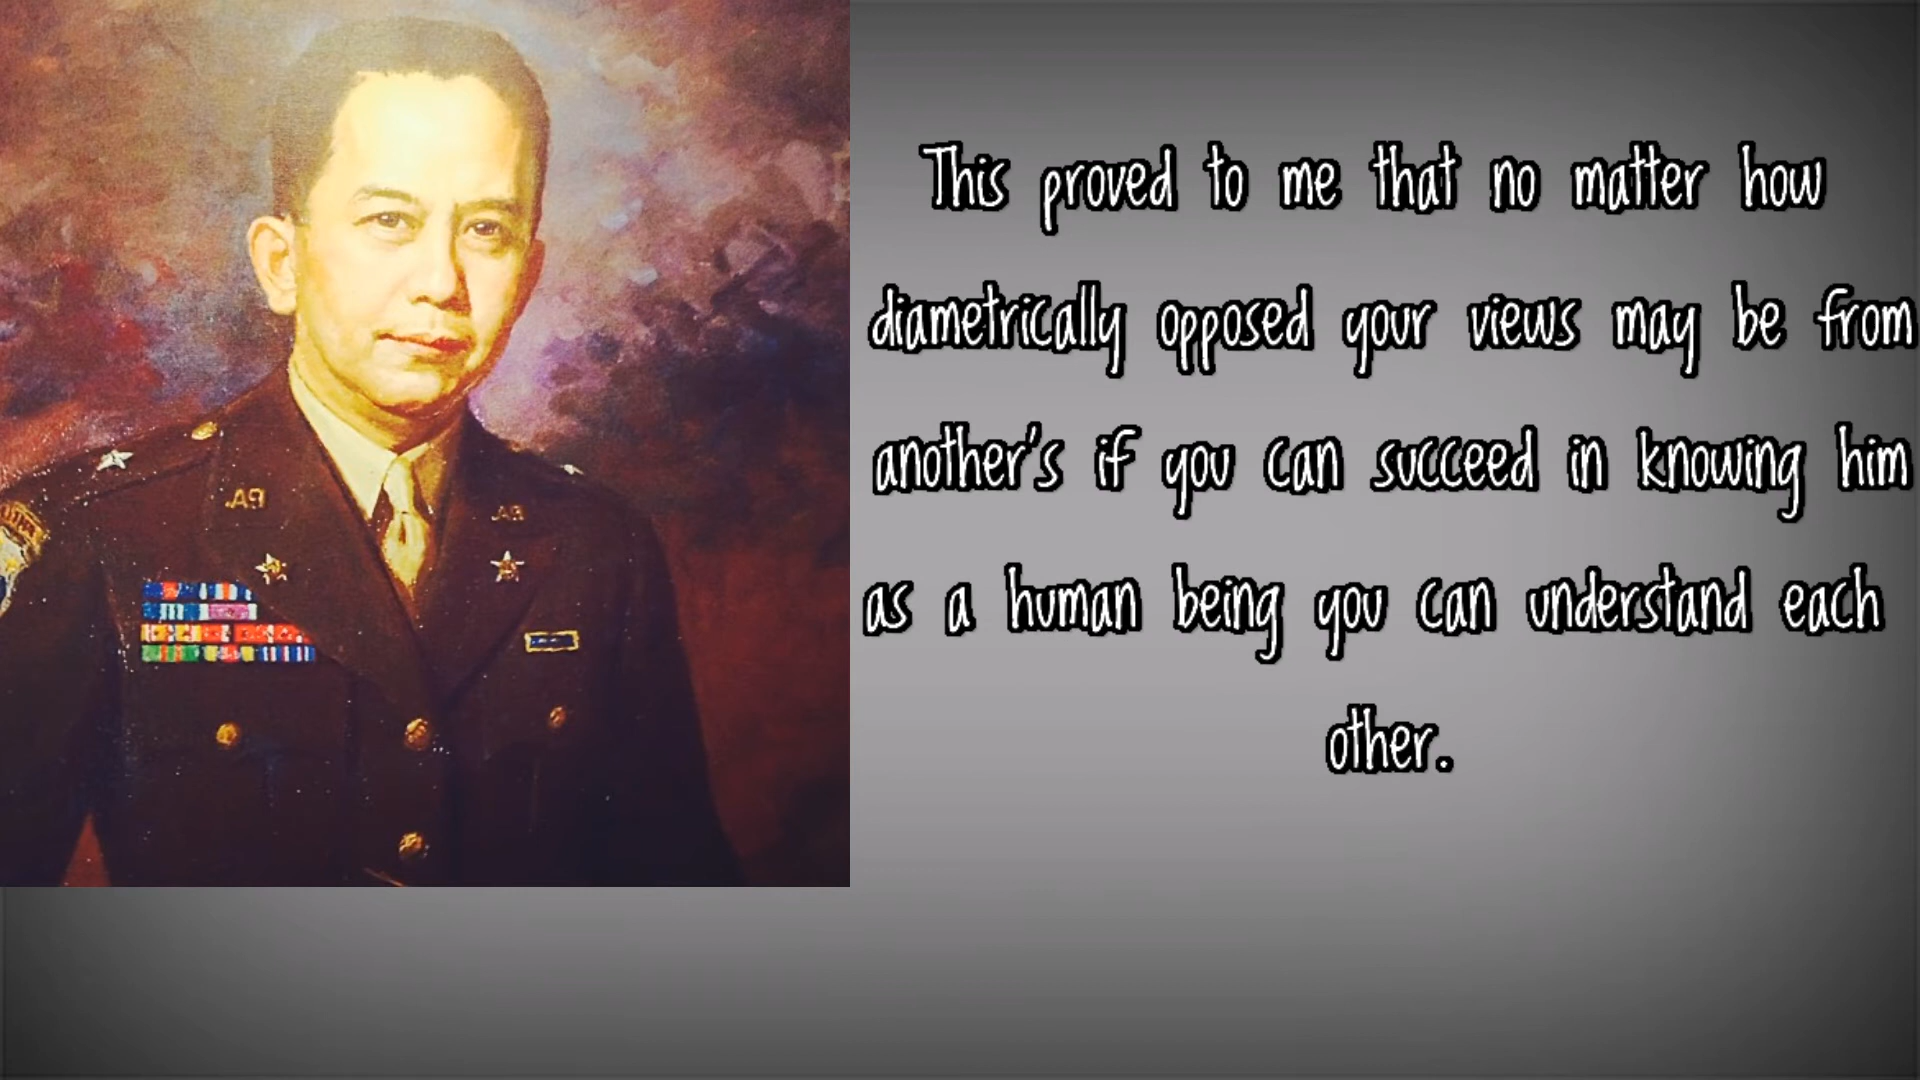 This proved to me that no matter how
diametrically opposed your views may be from
another's if you can succeed in knowing him
as a human being you can understand each
other.